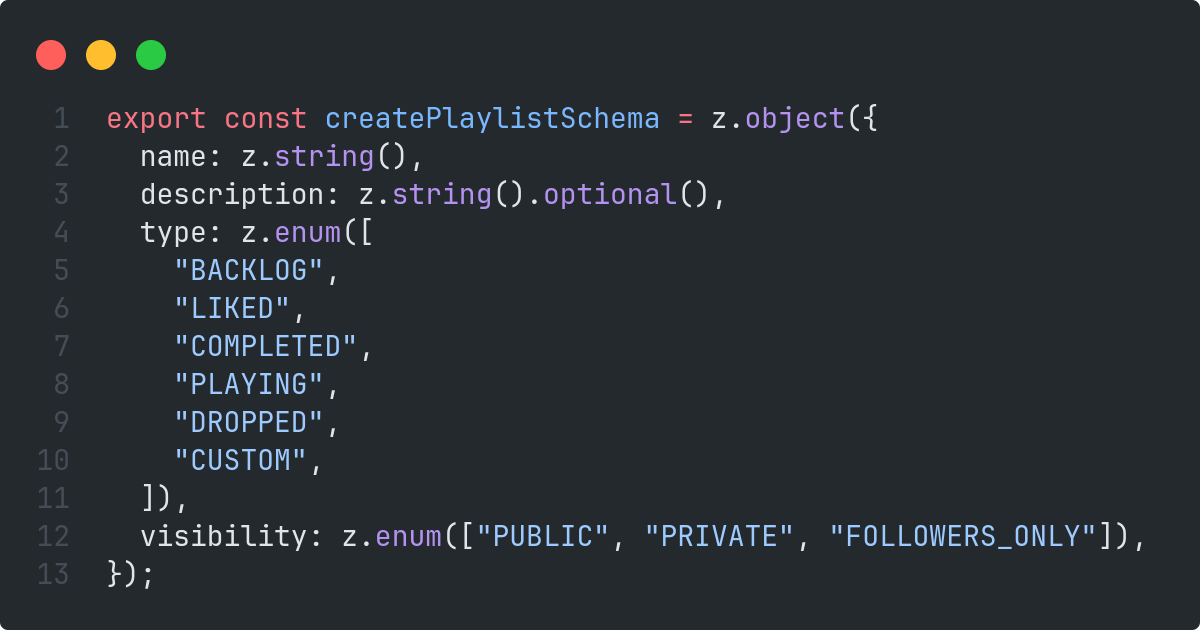 1 export const createPlaylistSchema = z.object({
2   name: z.string(),
3   description: z.string().optional(),
4   type: z.enum([
5     "BACKLOG",
6     "LIKED",
7     "COMPLETED",
8     "PLAYING",
9     "DROPPED",
10     "CUSTOM",
11   ]),
12   visibility: z.enum(["PUBLIC", "PRIVATE", "FOLLOWERS_ONLY"]),
13 });